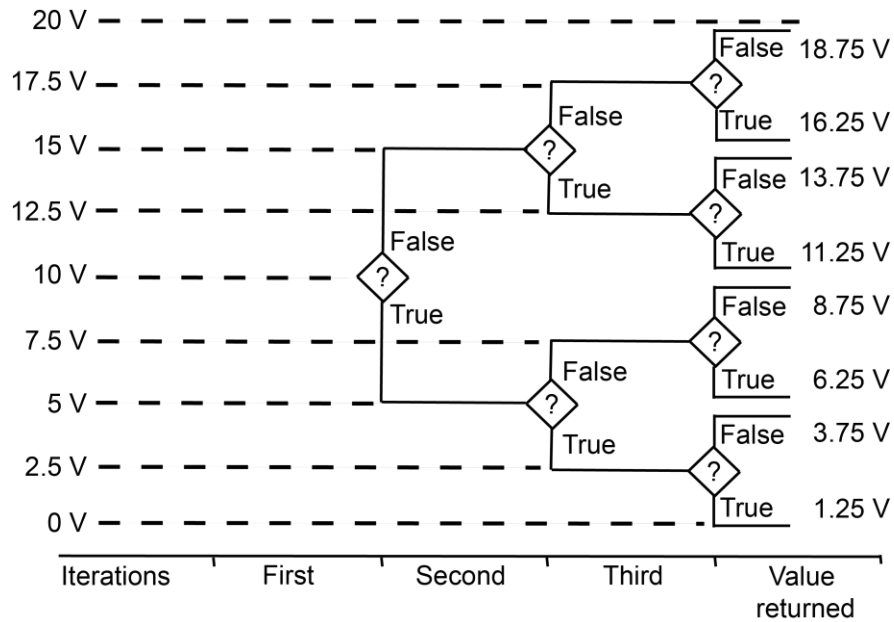 20 V
False
18.75 V
17.5 V
?
False
True
16.25 V
15 V
?
False
13.75 V
True
12.5 V
?
False
True
11.25 V
10 V
?
True
False
8.75 V
7.5 V
?
False
True
6.25 V
5 V
?
False
3.75 V
True
2.5 V
?
True
1.25 V
0 V
Iterations
First
Second
Third
Value
returned